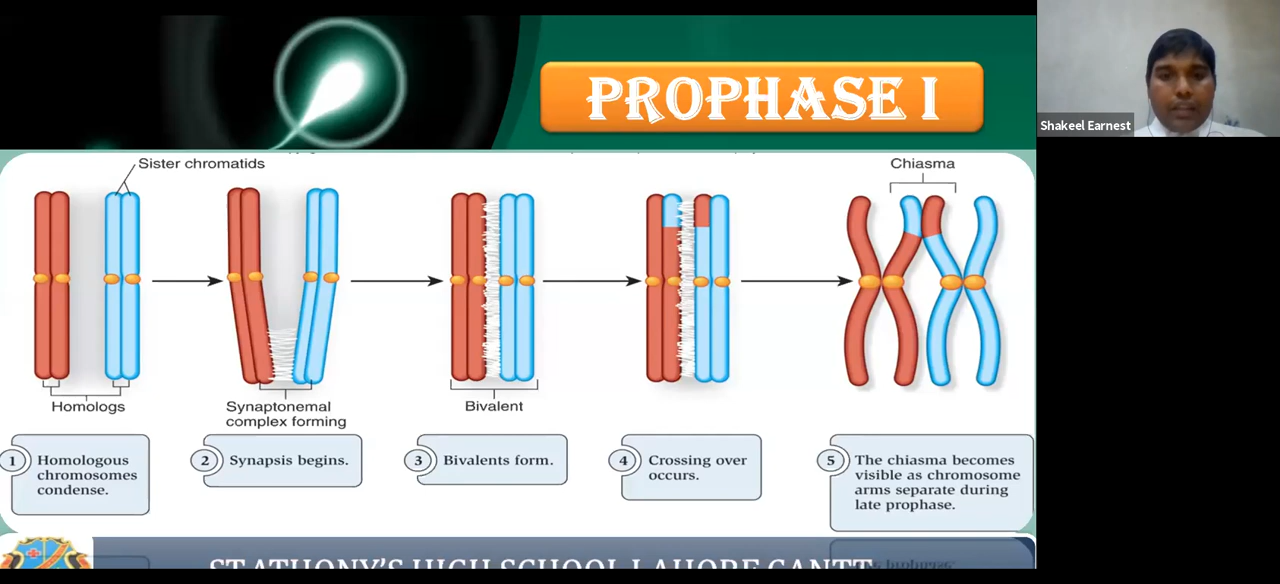 PROPHASE I
Shakeel Earnest
Sister chromatids
Chiasma
Homologs
Synaptonemal
complex forming
Bivalent
1 Homologous
chromosomes
condense.
2 Synapsis begins.
3 Bivalents form.
4 Crossing over
occurs.
5 The chiasma becomes
visible as chromosome
arms separate during
late prophase.
ST ATHONY'S HIGH SCHOOL LAHORE CANTT